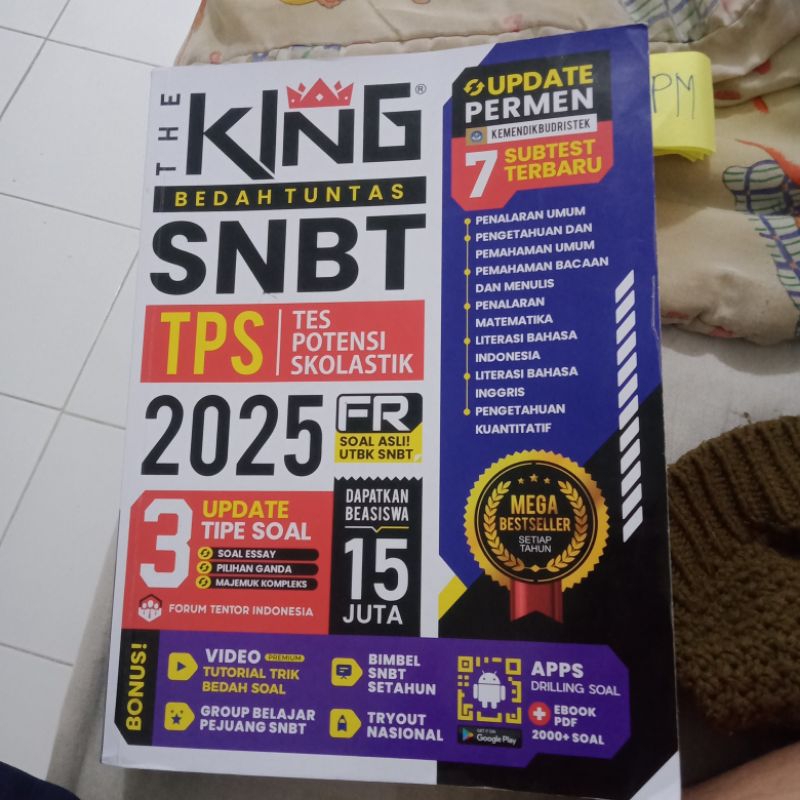 THE KING®
BEDAH TUNTAS
SNBT
TPS
TES
POTENSI
SKOLASTIK
2025
FR
SOAL ASLI!
UTBK SNBT
3
UPDATE
TIPE SOAL
SOAL ESSAY
PILIHAN GANDA
MAJEMUK KOMPLEKS
FORUM TENTOR INDONESIA
DAPATKAN
BEASISWA
15
JUTA
UPDATE
PERMEN
KEMENDIKBUDRISTEK
7
SUBTEST
TERBARU
PENALARAN UMUM
PENGETAHUAN DAN
PEMAHAMAN UMUM
PEMAHAMAN BACAAN
DAN MENULIS
PENALARAN
MATEMATIKA
LITERASI BAHASA
INDONESIA
LITERASI BAHASA
INGGRIS
PENGETAHUAN
KUANTITATIF
MEGA
BESTSELLER
SETIAP
TAHUN
BONUS!
VIDEO PREMIUM
TUTORIAL TRIK
BEDAH SOAL
GROUP BELAJAR
PEJUANG SNBT
BIMBEL
SNBT
SETAHUN
TRYOUT
NASIONAL
GET IT ON
Google Play
APPS
DRILLING SOAL
EBOOK
PDF
2000+ SOAL
PM